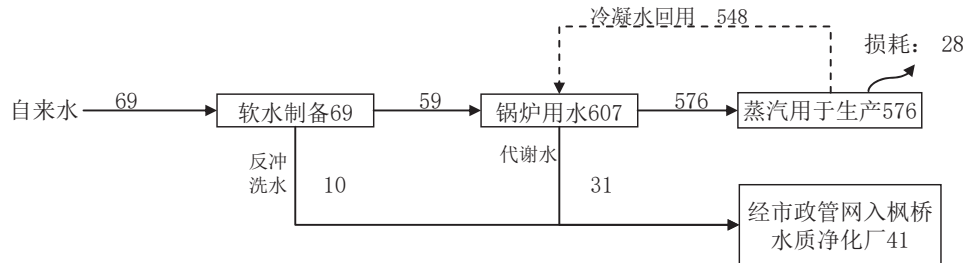 冷凝水回用 548
损耗： 28
自来水
69
软水制备69
59
锅炉用水607
576
蒸汽用于生产576
反冲
洗水
10
代谢水
31
经市政管网入枫桥
水质净化厂41